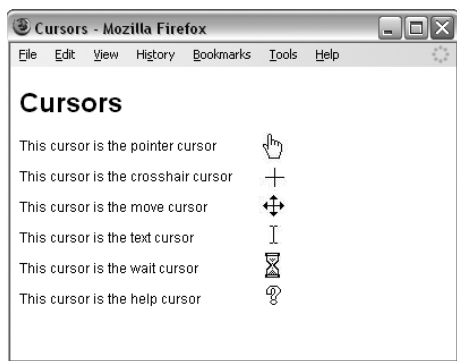 Cursors - Mozilla Firefox
File Edit View History Bookmarks Tools Help
Cursors
This cursor is the pointer cursor
This cursor is the crosshair cursor
This cursor is the move cursor
This cursor is the text cursor
This cursor is the wait cursor
This cursor is the help cursor